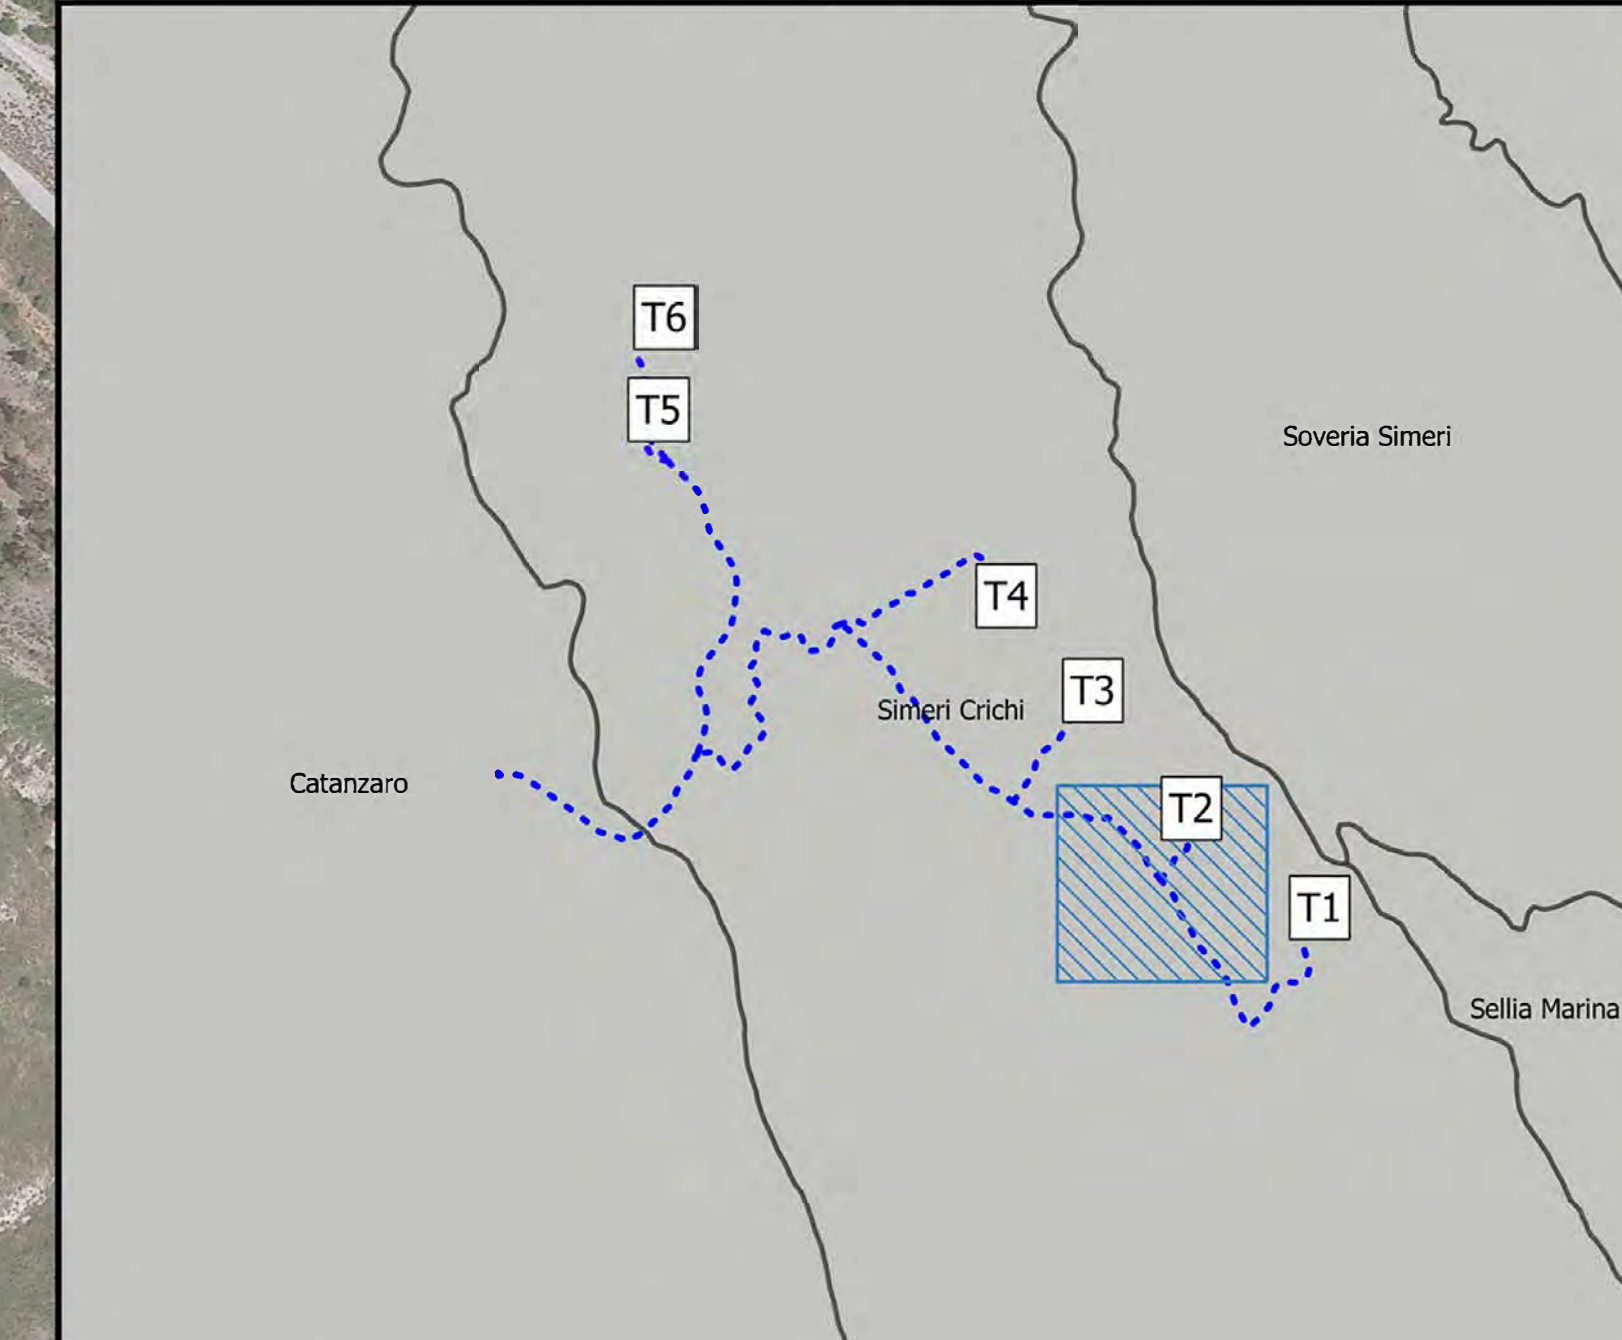 T6
T5
Soveria Simeri
T4
T3
Simeri Crichi
Catanzaro
T2
T1
Sellia Marina